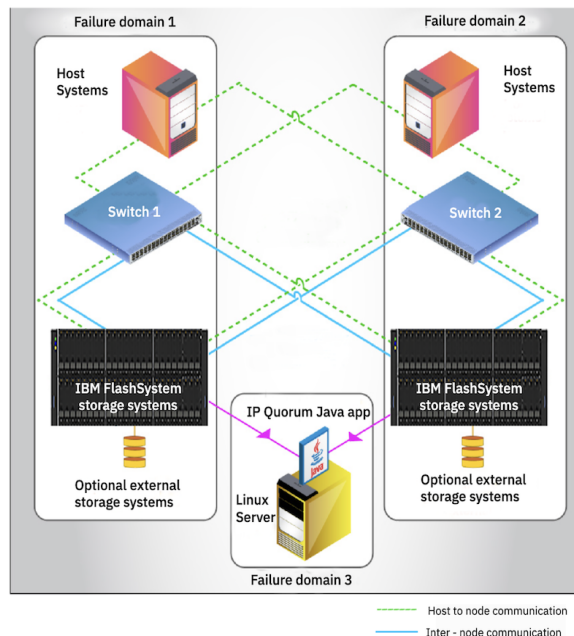 Failure domain 1
Failure domain 2
Host
Systems
Host
Systems
Switch 1
Switch 2
IBM FlashSystem
storage systems
IBM FlashSystem
storage systems
IP Quorum Java app
Java
Optional external
storage systems
Optional external
storage systems
Linux
Server
Failure domain 3
Host to node communication
Inter - node communication